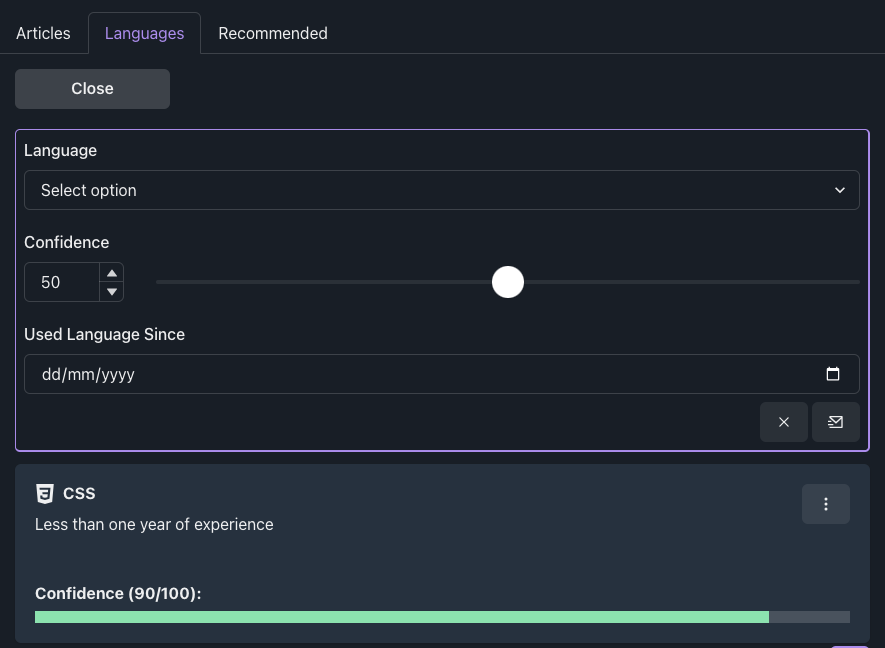 Articles Languages Recommended
Close
Language
Select option
Confidence
50
Used Language Since
dd/mm/yyyy
CSS
Less than one year of experience
Confidence (90/100):